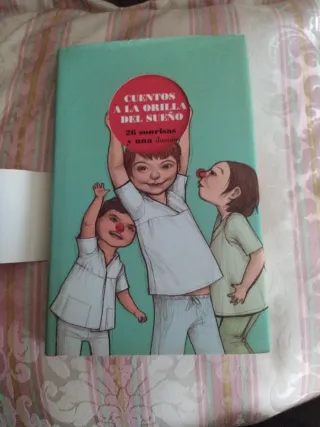 CUENTOS
A LA ORILLA
DEL SUEÑO
26 sonrisas
y una